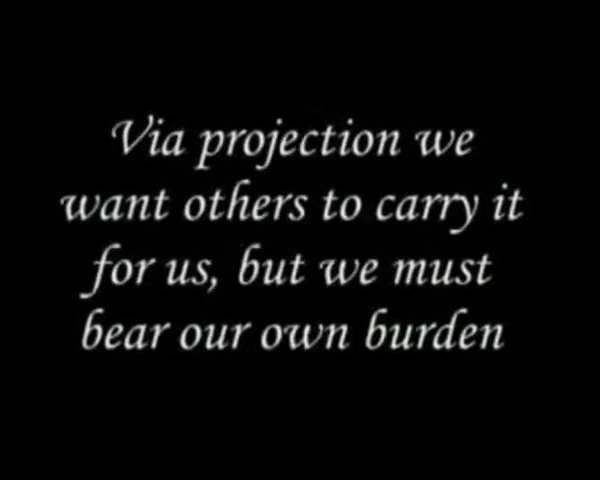 Via projection we
want others to carry it
for us, but we must
bear our own burden